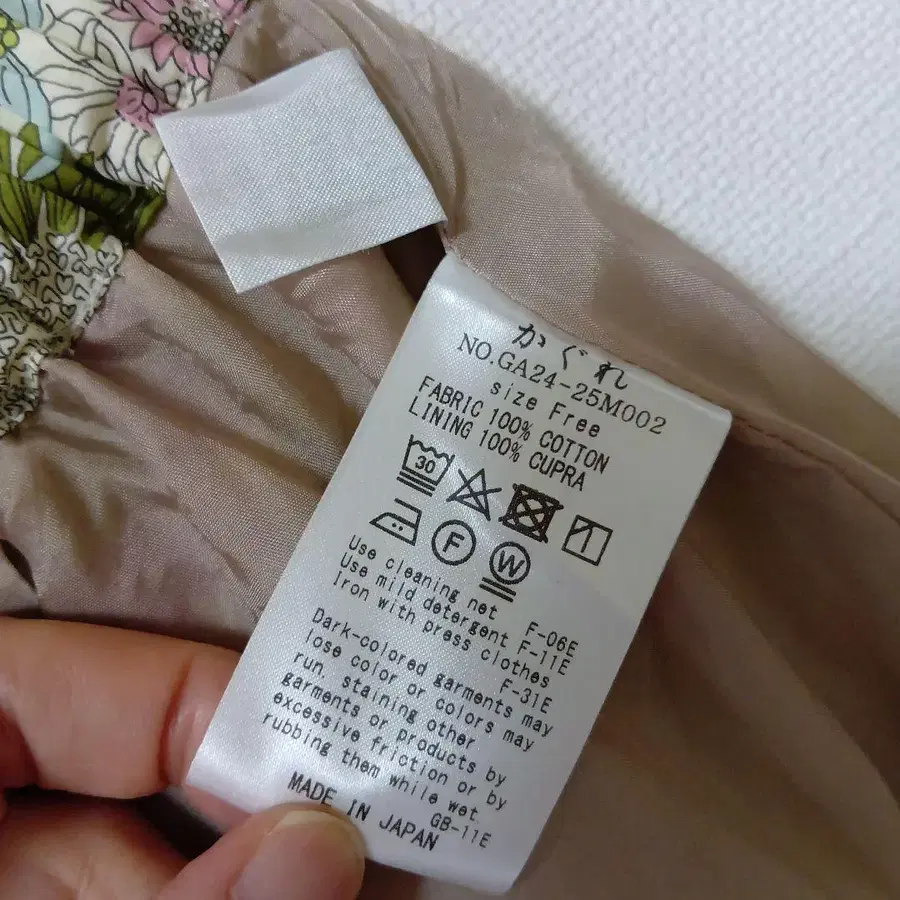 かぐれ
NO.GA24-25M002
size Free
FABRIC 100% COTTON
LINING 100% CUPRA
30
F W
Use cleaning net F-06E
Use mild detergent F-11E
Iron with press clothes
F-31E
Dark-colored garments may
lose color or colors may
run. staining other
garments or products by
excessive friction or by
rubbing them while wet.
GB-11E
MADE IN JAPAN